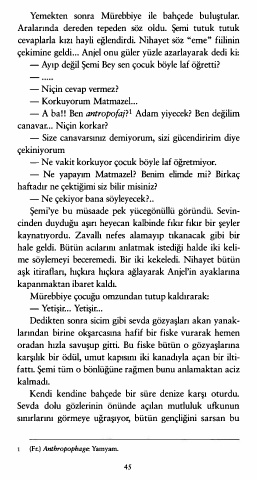 Yemekten sonra Mürebbiye ile bahçede buluştular.
Aralarında dereden tepeden söz oldu. Şemi tutuk tutuk
cevaplarla kızı hayli eğlendirdi. Nihayet söz "eme" fiilinin
çekimine geldi... Anjel onu güler yüzle azarlayarak dedi ki:
— Ayıp değil Şemi Bey sen çocuk böyle laf öğretti?
— .....
— Niçin cevap vermez?
— Korkuyorum Matmazel...
— A ba!! Ben antropofaj?¹ Adam yiyecek? Ben değilim
canavar... Niçin korkar?
— Size canavarsınız demiyorum, sizi gücendiririm diye
çekiniyorum
— Ne vakit korkuyor çocuk böyle laf öğretmiyor.
— Ne yapayım Matmazel? Benim elimde mi? Birkaç
haftadır ne çektiğimi siz bilir misiniz?
— Ne çekiyor bana söyleyecek?..
Şemi'ye bu müsaade pek yücegönüllü göründü. Sevin-
cinden duyduğu aşırı heyecan kalbinde fıkır fıkır bir şeyler
kaynatıyordu. Zavallı nefes alamayıp tıkanacak gibi bir
hale geldi. Bütün acılarını anlatmak istediği halde iki keli-
me söylemeyi beceremedi. Bir iki kekeledi. Nihayet bütün
aşk itirafları, hıçkıra hıçkıra ağlayarak Anjel'in ayaklarına
kapanmaktan ibaret kaldı.
Mürebbiye çocuğu omzundan tutup kaldırarak:
— Yetişir... Yetişir...
Dedikten sonra sicim gibi sevda gözyaşları akan yanak-
larından birine okşarcasına hafif bir fiske vurarak hemen
oradan hızla savuşup gitti. Bu fiske bütün o gözyaşlarına
karşılık bir ödül, umut kapısını iki kanadıyla açan bir ilti-
fattı. Şemi tüm o bönlüğüne rağmen bunu anlamaktan aciz
kalmadı.
Kendi kendine bahçede bir süre denize karşı oturdu.
Sevda dolu gözlerinin önünde açılan mutluluk ufkunun
sınırlarını görmeye uğraşıyor, bütün gençliğini sarsan bu
1 (Fr.) Anthropophage: Yamyam.
45